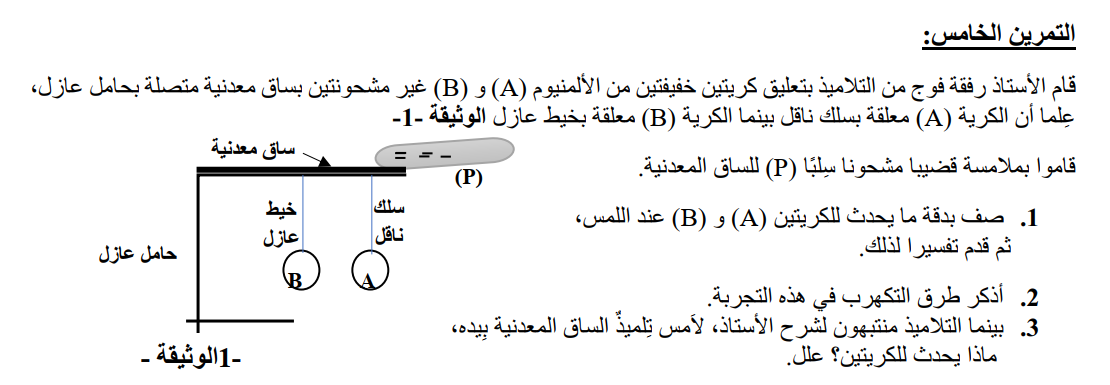 التمرين الخامس:
قام الأستاذ رفقة فوج من التلاميذ بتعليق كريتين خفيفتين من الألمنيوم (A) و (B) غير مشحونتين بساق معدنية متصلة بحامل عازل،
عِلما أن الكرية (A) معلقة بسلك ناقل بينما الكرية (B) معلقة بخيط عازل الوثيقة -1-
قاموا بملامسة قضيبا مشحونا سِلبًا (P) للساق المعدنية.
1. صف بدقة ما يحدث للكريتين (A) و (B) عند اللمس،
ثم قدم تفسيرا لذلك.
2. أذكر طرق التكهرب في هذه التجربة.
3. بينما التلاميذ منتبهون لشرح الأستاذ، لاَمس تِلميذٌ الساق المعدنية بِيده،
ماذا يحدث للكريتين؟ علل.
ساق معدنية
= - -
(P)
سلك
ناقل
خيط
عازل
حامل عازل
A
B
-1الوثيقة -